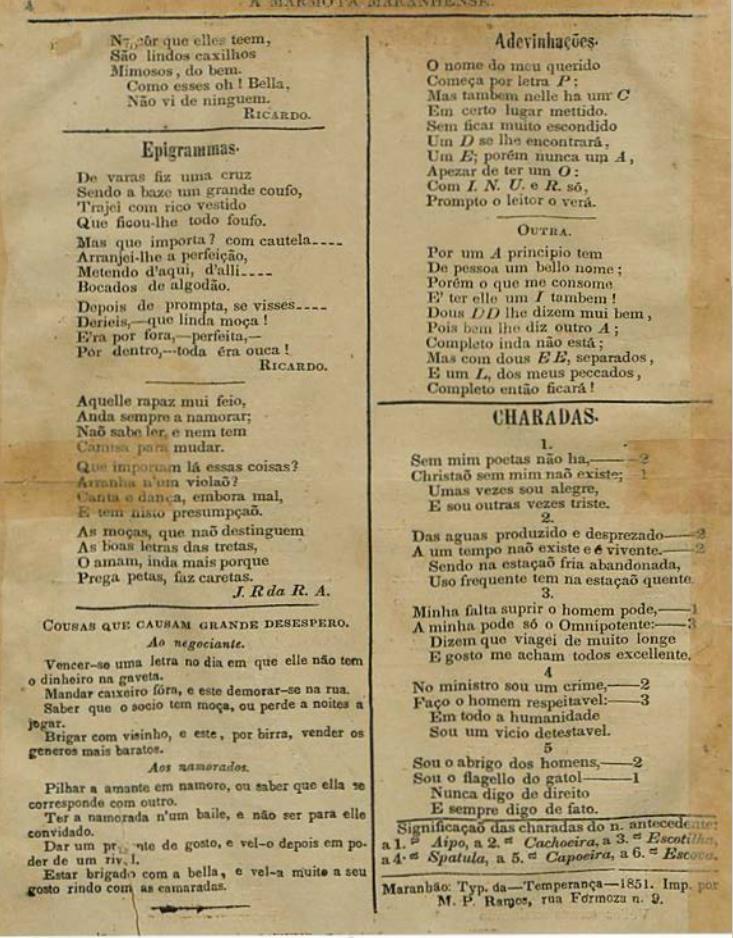 4
A MARMOTA MARANHENSE.
que elles teem,
São lindos caxilhos
Mimosos, do bem.
Como esses oh! Bella,
Não vi de ninguem.
RICARDO.
Epigrammas.
De varas fiz uma cruz
Sendo a baze um grande coufo,
Trajei com rico vestido
Que ficou-lhe todo foufo.
Mas que importa? com cautela....
Arranjei-lhe a perfeição,
Metendo d'aqui, d'alli....
Bocados de algodão.
Depois de prompta, se visses....
Derieis,—que linda moça!
E'ra por fora,—perfeita,—
Por dentro,—toda éra ouca!
RICARDO.
Aquelle rapaz mui feio,
Anda sempre a namorar;
Naõ sabe ler, e nem tem
Camisa para mudar.
Que importam lá essas coisas?
Arranha n'um violaõ?
Canta e dança, embora mal,
E tem nisto presumpçaõ.
As moças, que naõ destinguem
As boas letras das tretas,
O amam, inda mais porque
Prega petas, faz caretas.
J. R da R. A.
COUSAS QUE CAUSAM GRANDE DESESPERO.
Ao negociante.
Vencer-se uma letra no dia em que elle não tem
o dinheiro na gaveta.
Mandar caixeiro fóra, e este demorar-se na rua.
Saber que o socio tem moça, ou perde a noites a
jogar.
Brigar com visinho, e este, por birra, vender os
generos mais baratos.
Aos namorados.
Pilhar a amante em namoro, ou saber que ella se
corresponde com outro.
Ter a namorada n'um baile, e não ser para elle
convidado.
Dar um de gosto, e vel-o depois em po-
der de um
Estar brigado com a bella, e vel-a muito a seu
gosto rindo com as camaradas.
Adevinhações.
O nome do meu querido
Começa por letra P;
Mas tambem nelle ha um C
Em certo lugar mettido.
Sem ficar muito escondido
Um D se lhe encontrará,
Um E; porém nunca um A,
Apezar de ter um O:
Com I. N. U. e R. só,
Prompto o leitor o verá.
OUTRA.
Por um A principio tem
De pessoa um bello nome;
Porém o que me consome
E' ter elle um I tambem!
Dous DD lhe dizem mui bem,
Pois bem lhe diz outro A;
Completo inda não está;
Mas com dous EE, separados,
E um L, dos meus peccados,
Completo então ficará!
CHARADAS.
1.
Sem mim poetas não ha,——2
Christaõ sem mim naõ existe; 1
Umas vezes sou alegre,
E sou outras vezes triste.
2.
Das aguas produzido e desprezado——2
A um tempo naõ existe e é vivente.——2
Sendo na estaçaõ fria abandonada,
Uso frequente tem na estaçaõ quente.
3.
Minha falta suprir o homem pode,——1
A minha pode só o Omnipotente:——3
Dizem que viagei de muito longe
E gosto me acham todos excellente.
4
No ministro sou um crime,——2
Faço o homem respeitavel:——3
Em todo a humanidade
Sou um vicio detestavel.
5
Sou o abrigo dos homens,——2
Sou o flagello do gatol——1
Nunca digo de direito
E sempre digo de fato.
Significaçaõ das charadas do n. antecedente:
a 1.ª Aipo, a 2.ª Cachoeira, a 3.ª Escotilha,
a 4.ª Spatula, a 5.ª Capoeira, a 6.ª Escova.
Maranhão: Typ. da—Temperança—1851. Imp. por
M. P. Ramos, rua Formoza n. 9.